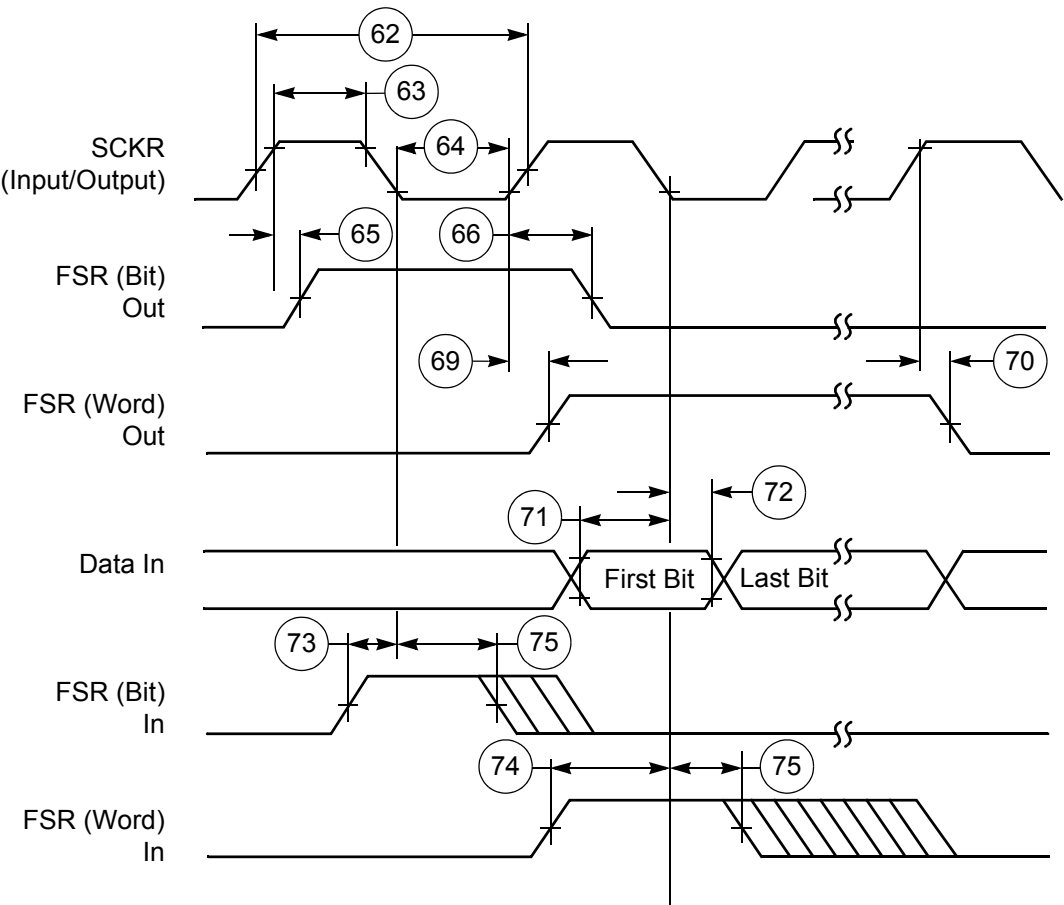 62
63
SCKR
(Input/Output)
64
65
66
FSR (Bit)
Out
69
70
FSR (Word)
Out
71
72
Data In
First Bit
Last Bit
73
75
FSR (Bit)
In
74
75
FSR (Word)
In